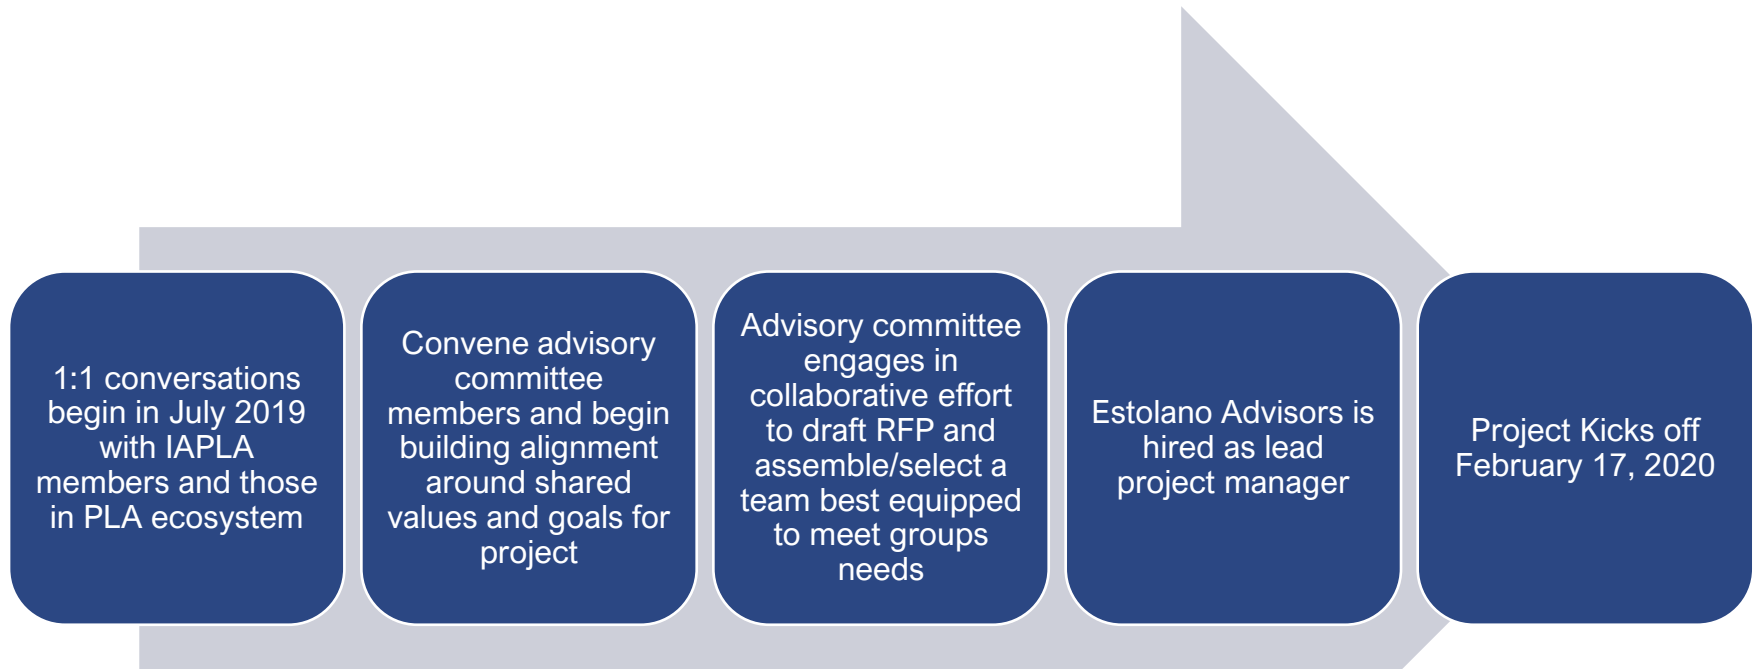 1:1 conversations
begin in July 2019
with IAPLA
members and those
in PLA ecosystem
Convene advisory
committee
members and begin
building alignment
around shared
values and goals for
project
Advisory committee
engages in
collaborative effort
to draft RFP and
assemble/select a
team best equipped
to meet groups
needs
Estolano Advisors is
hired as lead
project manager
Project Kicks off
February 17, 2020